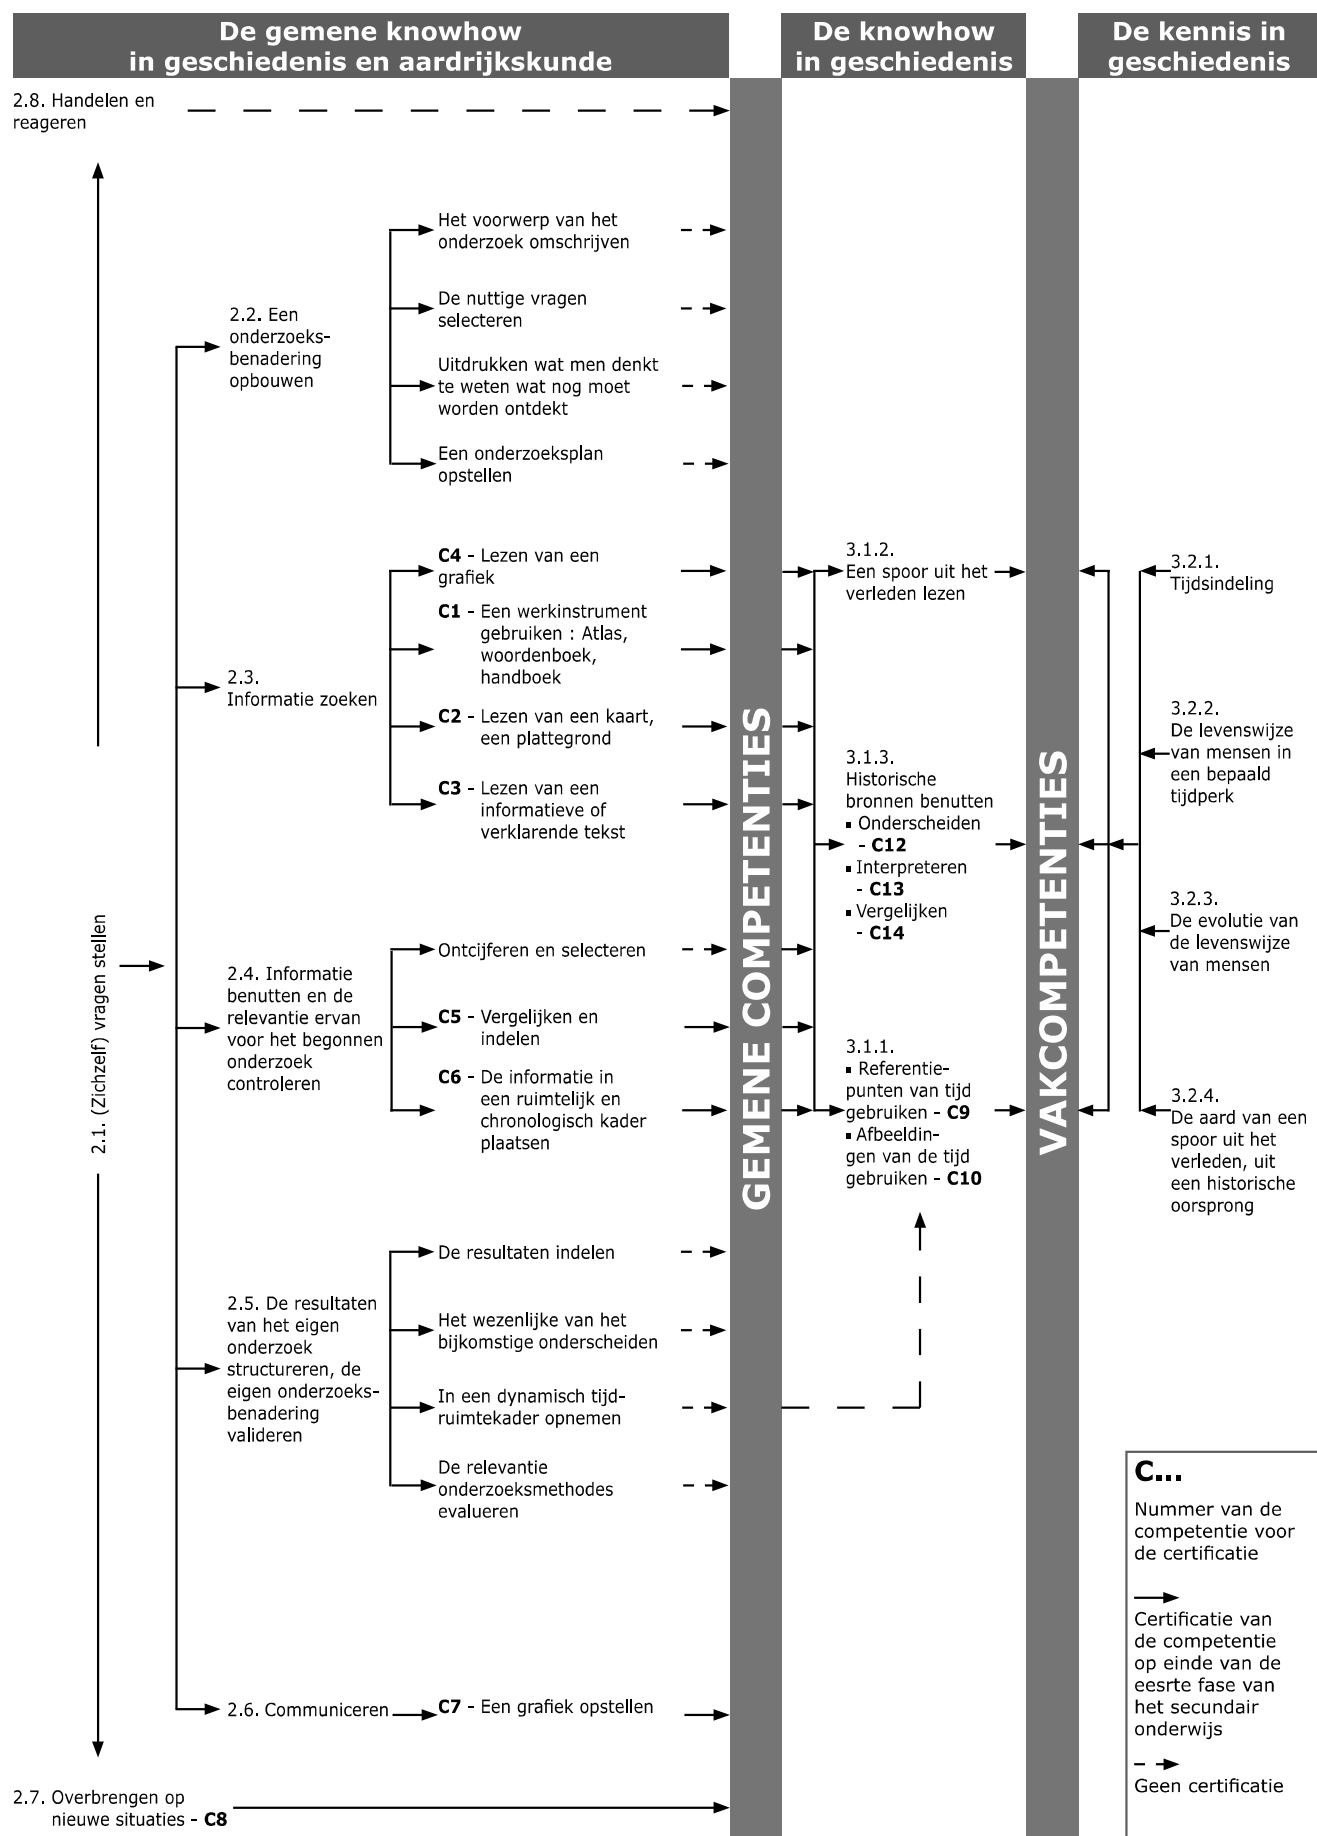 De gemene knowhow
in geschiedenis en aardrijkskunde
De knowhow
in geschiedenis
De kennis in
geschiedenis
2.8. Handelen en
reageren
2.1. (Zichzelf) vragen stellen
2.2. Een
onderzoeks-
benadering
opbouwen
Het voorwerp van het
onderzoek omschrijven
De nuttige vragen
selecteren
Uitdrukken wat men denkt
te weten wat nog moet
worden ontdekt
Een onderzoeksplan
opstellen
2.3.
Informatie zoeken
C4 - Lezen van een
grafiek
C1 - Een werkinstrument
gebruiken : Atlas,
woordenboek,
handboek
C2 - Lezen van een kaart,
een plattegrond
C3 - Lezen van een
informatieve of
verklarende tekst
2.4. Informatie
benutten en de
relevantie ervan
voor het begonnen
onderzoek
controleren
Ontcijferen en selecteren
C5 - Vergelijken en
indelen
C6 - De informatie in
een ruimtelijk en
chronologisch kader
plaatsen
2.5. De resultaten
van het eigen
onderzoek
structureren, de
eigen onderzoeks-
benadering
valideren
De resultaten indelen
Het wezenlijke van het
bijkomstige onderscheiden
In een dynamisch tijd-
ruimtekader opnemen
De relevantie
onderzoeksmethodes
evalueren
2.6. Communiceren
C7 - Een grafiek opstellen
2.7. Overbrengen op
nieuwe situaties - C8
GEMENE COMPETENTIES
3.1.2.
Een spoor uit het
verleden lezen
3.1.3.
Historische
bronnen benutten
▪ Onderscheiden
- C12
▪ Interpreteren
- C13
▪ Vergelijken
- C14
3.1.1.
▪ Referentie-
punten van tijd
gebruiken - C9
▪ Afbeeldin-
gen van de tijd
gebruiken - C10
VAKCOMPETENTIES
3.2.1.
Tijdsindeling
3.2.2.
De levenswijze
van mensen in
een bepaald
tijdperk
3.2.3.
De evolutie van
de levenswijze
van mensen
3.2.4.
De aard van een
spoor uit het
verleden, uit
een historische
oorsprong
C...
Nummer van de
competentie voor
de certificatie
Certificatie van
de competentie
op einde van de
eesrte fase van
het secundair
onderwijs
Geen certificatie